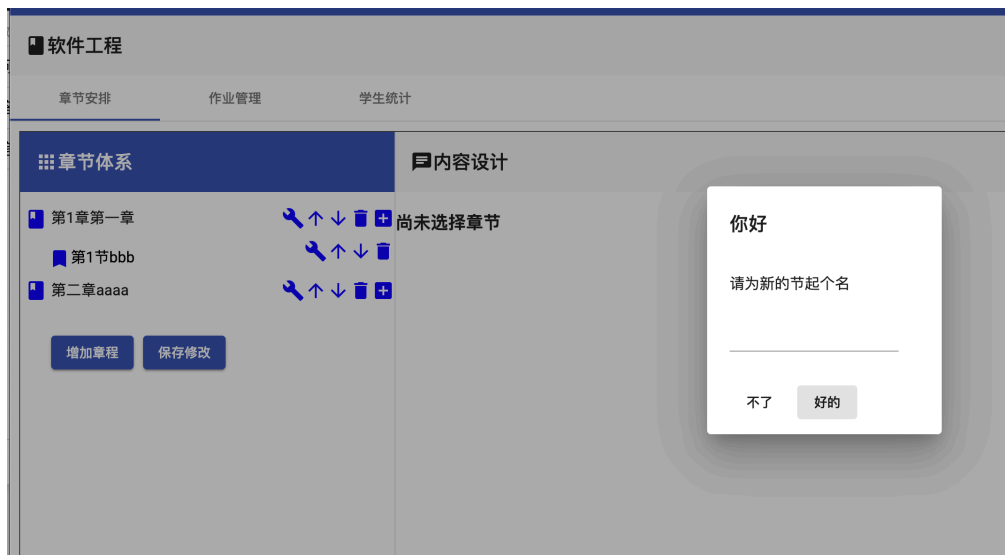 软件工程
章节安排 作业管理 学生统计
章节体系
内容设计
第1章第一章
尚未选择章节
第1节bbb
第二章aaaa
增加章程 保存修改
你好
请为新的节起个名
不了 好的